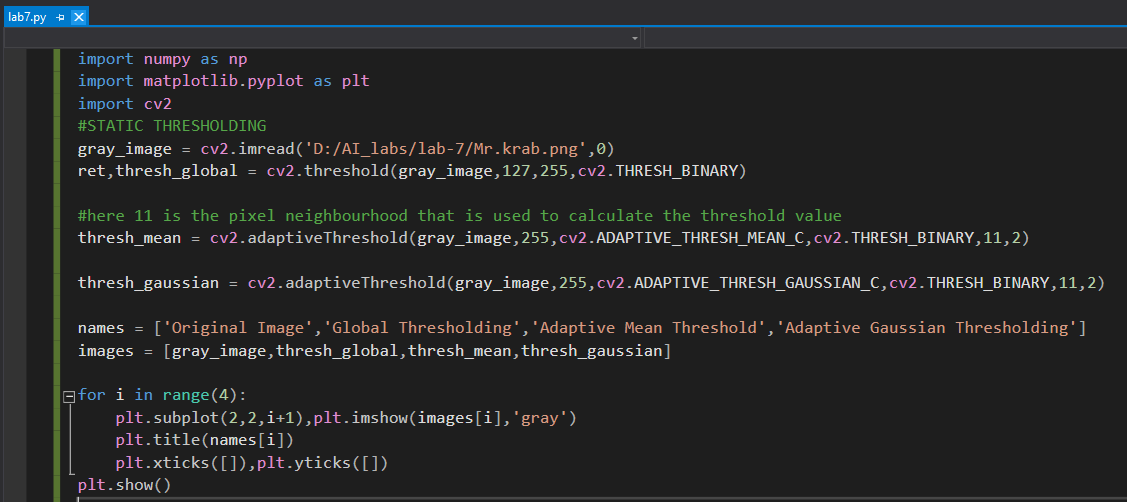 lab7.py
import numpy as np
import matplotlib.pyplot as plt
import cv2
#STATIC THRESHOLDING
gray_image = cv2.imread('D:/AI_labs/lab-7/Mr.krab.png',0)
ret,thresh_global = cv2.threshold(gray_image,127,255,cv2.THRESH_BINARY)
#here 11 is the pixel neighbourhood that is used to calculate the threshold value
thresh_mean = cv2.adaptiveThreshold(gray_image,255,cv2.ADAPTIVE_THRESH_MEAN_C,cv2.THRESH_BINARY,11,2)
thresh_gaussian = cv2.adaptiveThreshold(gray_image,255,cv2.ADAPTIVE_THRESH_GAUSSIAN_C,cv2.THRESH_BINARY,11,2)
names = ['Original Image','Global Thresholding','Adaptive Mean Threshold','Adaptive Gaussian Thresholding']
images = [gray_image,thresh_global,thresh_mean,thresh_gaussian]
for i in range(4):
    plt.subplot(2,2,i+1),plt.imshow(images[i],'gray')
    plt.title(names[i])
    plt.xticks([]),plt.yticks([])
plt.show()